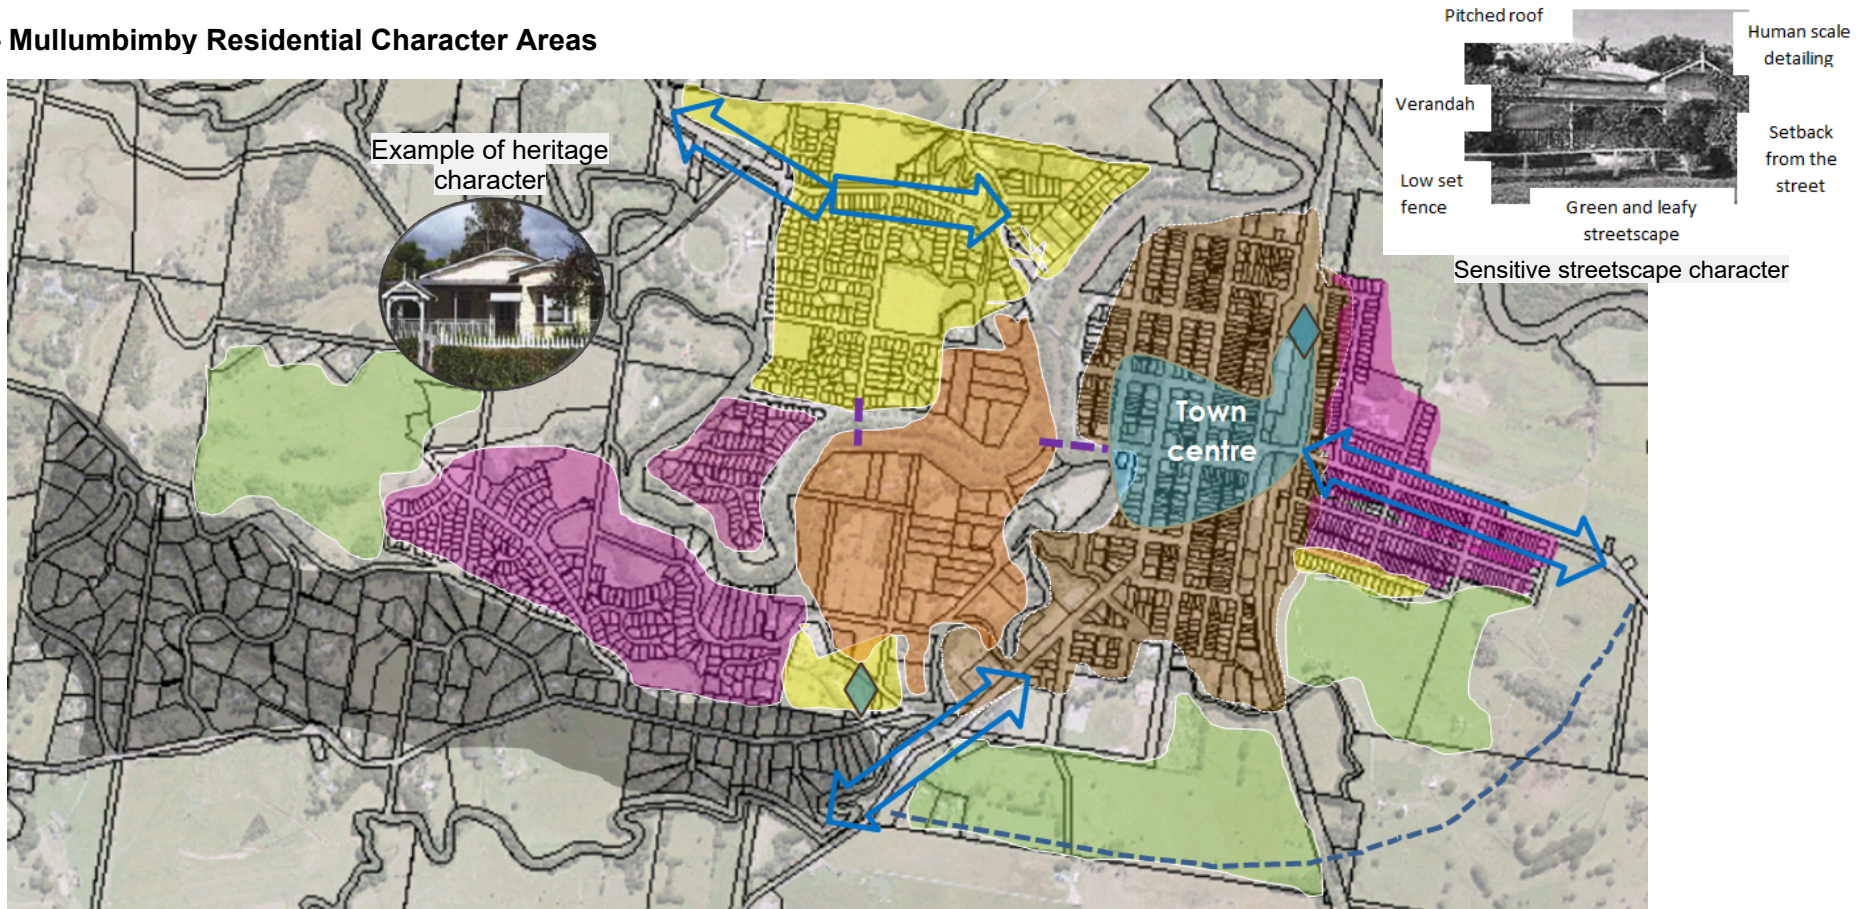 Mullumbimby Residential Character Areas
Pitched roof
Human scale
detailing
Verandah
Setback
from the
street
Low set
fence
Green and leafy
streetscape
Sensitive streetscape character
Example of heritage
character
Town
centre